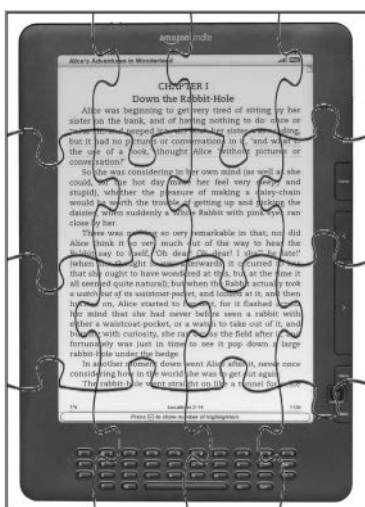 amazonkindle
Alice's Adventures in Wonderland
CHAPTER I
Down the Rabbit-Hole
Alice was beginning to get very tired of sitting by her
sister on the bank, and of having nothing to do: once or
peeped into her sister reading,
but it had no pictures or conversations in it, 'and what is
the use of a book,' thought Alice 'without pictures or
conversation?'
So she was considering in her own mind (as well as she
could, for the hot day made her feel very sleepy and
stupid), whether the pleasure of making a daisy-chain
would be worth the trouble of getting up and picking the
daisies, when suddenly a White Rabbit with pink eyes ran
close by her.
There was nothing so very remarkable in that; nor did
Alice think it so very much out of the way to hear the
Rabbit say to itself, 'Oh dear! Oh dear! I shall be late!'
(when she thought it over afterwards, it occurred to her
that she ought to have wondered at this, but at the time it
all seemed quite natural); but when the Rabbit actually took
a watch out of its waistcoat-pocket, and looked at it, and then
hurried on, Alice started to her feet, for it flashed across
her mind that she had never before seen a rabbit with
either a waistcoat-pocket, or a watch to take out of it, and
burning with curiosity, she ran across the field after it, and
fortunately was just in time to see it pop down a large
rabbit-hole under the hedge.
In another moment down went Alice after it, never once
considering how in the world she was to get out again.
The rabbit-hole went straight on like a tunnel for some
1% Locations 2-14
Press to show number of highlighters